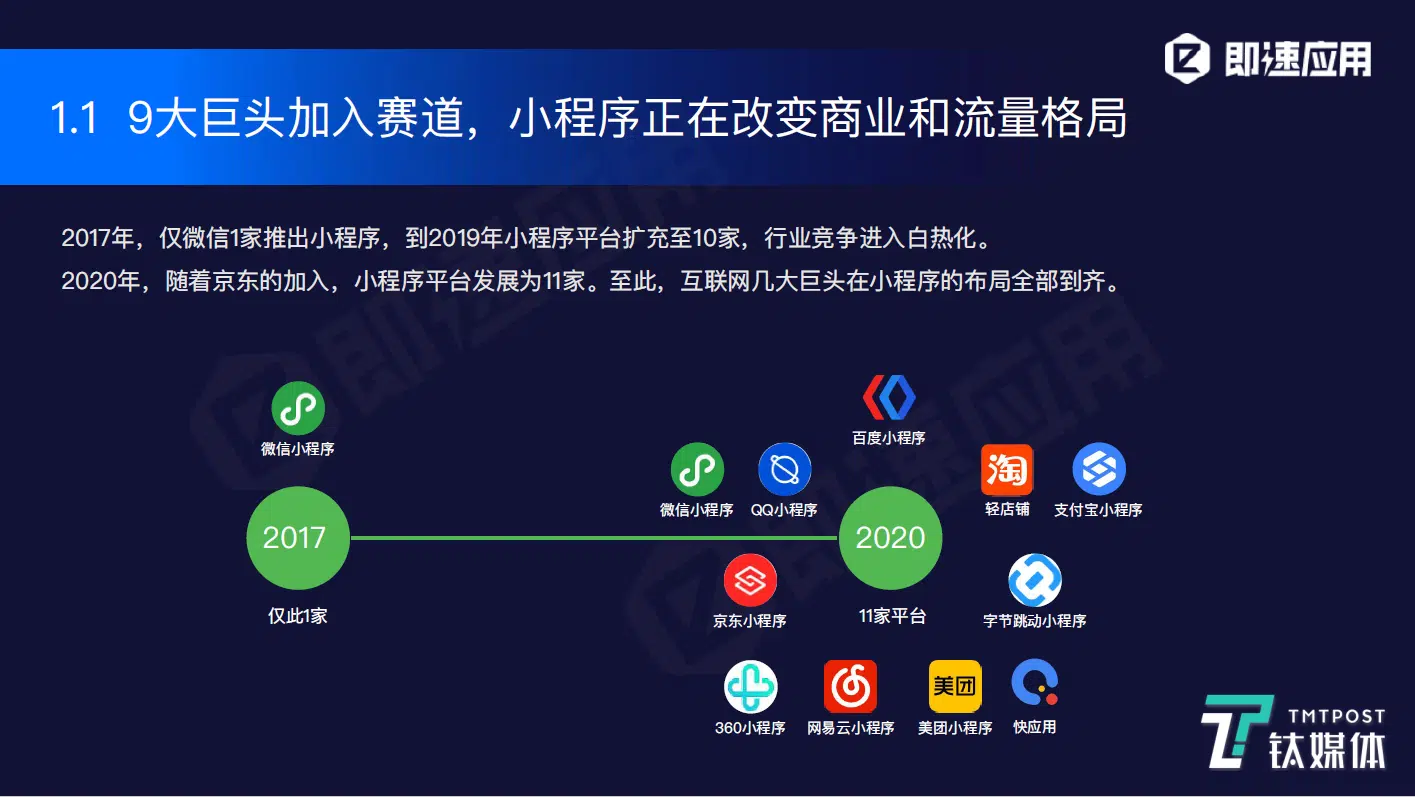 即速应用
1.1 9大巨头加入赛道，小程序正在改变商业和流量格局
2017年，仅微信1家推出小程序，到2019年小程序平台扩充至10家，行业竞争进入白热化。
2020年，随着京东的加入，小程序平台发展为11家。至此，互联网几大巨头在小程序的布局全部到齐。
微信小程序
2017
仅此1家
百度小程序
微信小程序
QQ小程序
淘
轻店铺
支付宝小程序
2020
11家平台
京东小程序
字节跳动小程序
360小程序
网易云小程序
美团
美团小程序
快应用
TMTPOST
钛媒体
即速应用
即速应用